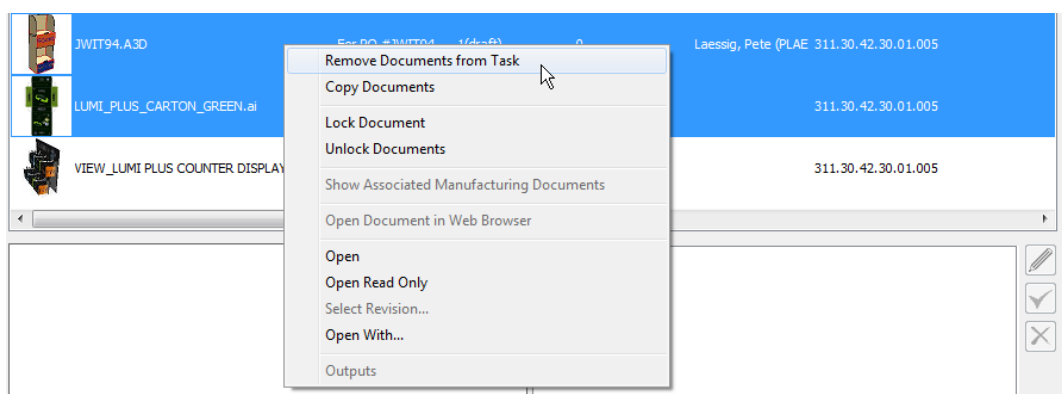 JWIT94.A3D For PO #JWIT94 1(draft) 0 Laessig, Pete (PLAE 311.30.42.30.01.005
Remove Documents from Task
Copy Documents
LUMI_PLUS_CARTON_GREEN.ai 311.30.42.30.01.005
Lock Document
Unlock Documents
VIEW_LUMI PLUS COUNTER DISPLAY 311.30.42.30.01.005
Show Associated Manufacturing Documents
Open Document in Web Browser
Open
Open Read Only
Select Revision...
Open With...
Outputs